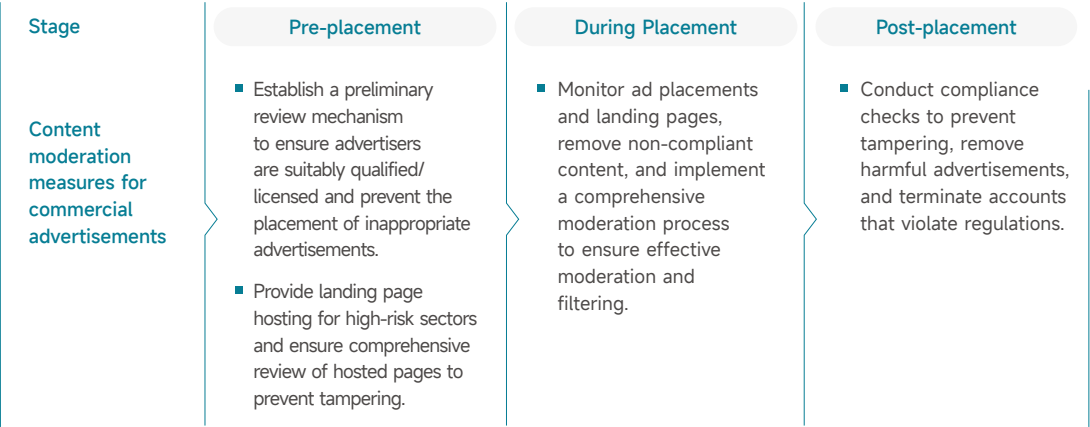 Stage
Pre-placement
During Placement
Post-placement
Content
moderation
measures for
commercial
advertisements
Establish a preliminary
review mechanism
to ensure advertisers
are suitably qualified/
licensed and prevent the
placement of inappropriate
advertisements.
Provide landing page
hosting for high-risk sectors
and ensure comprehensive
review of hosted pages to
prevent tampering.
Monitor ad placements
and landing pages,
remove non-compliant
content, and implement
a comprehensive
moderation process
to ensure effective
moderation and
filtering.
Conduct compliance
checks to prevent
tampering, remove
harmful advertisements,
and terminate accounts
that violate regulations.